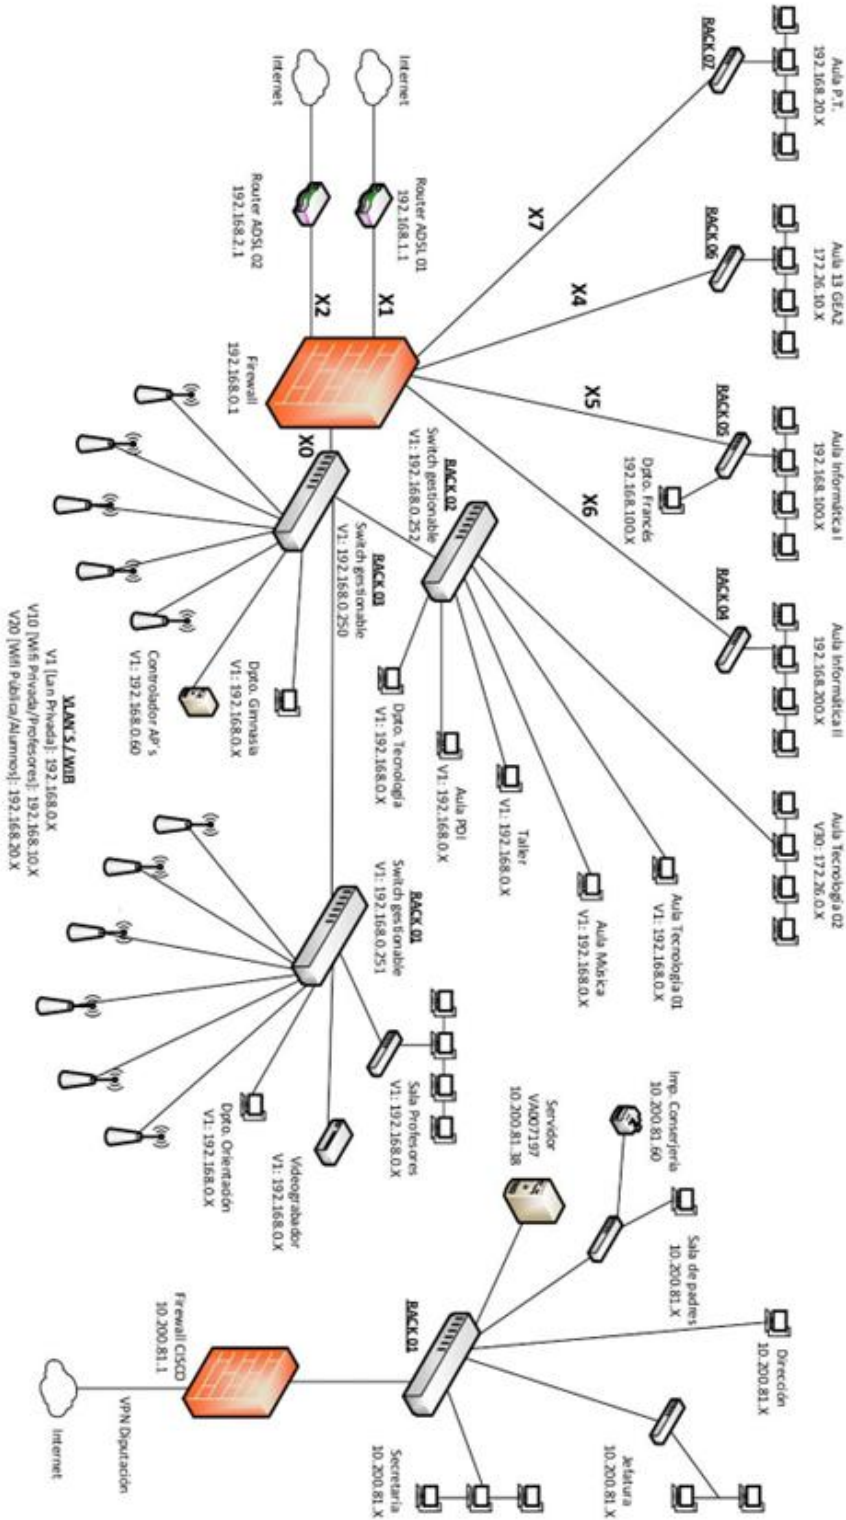 Aula P.T.
192.168.20.X
Aula 13 GEA2
172.26.10.X
Aula Informática I
192.168.100.X
Aula Informática II
192.168.200.X
Aula Tecnología 02
V30: 172.26.0.X
RACK 07
RACK 06
RACK 05
RACK 04
Dpto. Francés
192.168.100.X
X7
X4
X5
X6
Internet
Internet
Router ADSL 01
192.168.1.1
Router ADSL 02
192.168.2.1
X1
X2
Firewall
192.168.0.1
X0
RACK 02
Switch gestionable
V1: 192.168.0.252
RACK 03
Switch gestionable
V1: 192.168.0.250
Aula Tecnología 01
V1: 192.168.0.X
Aula Música
V1: 192.168.0.X
Taller
V1: 192.168.0.X
Aula PDI
V1: 192.168.0.X
Dpto. Tecnología
V1: 192.168.0.X
Dpto. Gimnasia
V1: 192.168.0.X
Controlador AP's
V1: 192.168.0.60
VLAN'S / WIFI
V1 [Lan Privada]: 192.168.0.X
V10 [Wifi Privada/Profesores]: 192.168.10.X
V20 [Wifi Pública/Alumnos]: 192.168.20.X
RACK 01
Switch gestionable
V1: 192.168.0.251
Sala Profesores
V1: 192.168.0.X
Videograbador
V1: 192.168.0.X
Dpto. Orientación
V1: 192.168.0.X
Imp. Conserjería
10.200.81.60
Sala de padres
10.200.81.X
Dirección
10.200.81.X
Jefatura
10.200.81.X
Servidor
VA007197
10.200.81.38
RACK 01
Secretaría
10.200.81.X
Firewall CISCO
10.200.81.1
VPN Diputación
Internet